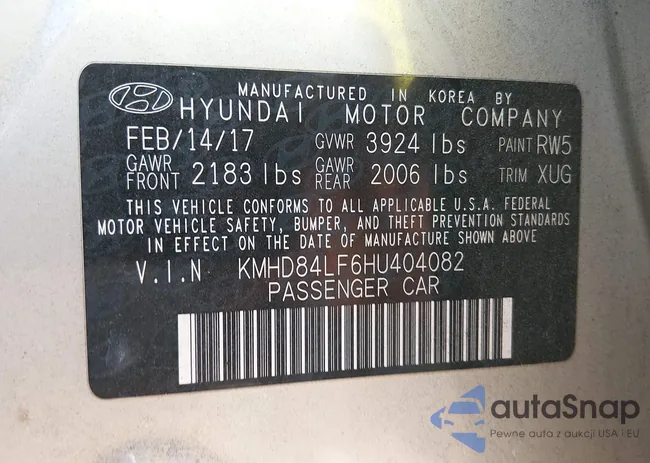 MANUFACTURED IN KOREA BY
HYUNDAI MOTOR COMPANY
FEB/14/17 GVWR 3924 lbs PAINT RW5
GAWR FRONT 2183 lbs GAWR REAR 2006 lbs TRIM XUG
THIS VEHICLE CONFORMS TO ALL APPLICABLE U.S.A. FEDERAL
MOTOR VEHICLE SAFETY, BUMPER, AND THEFT PREVENTION STANDARDS
IN EFFECT ON THE DATE OF MANUFACTURE SHOWN ABOVE
V.I.N KMHD84LF6HU404082
PASSENGER CAR
autaSnap
Pewne auta z aukcji USA i EU